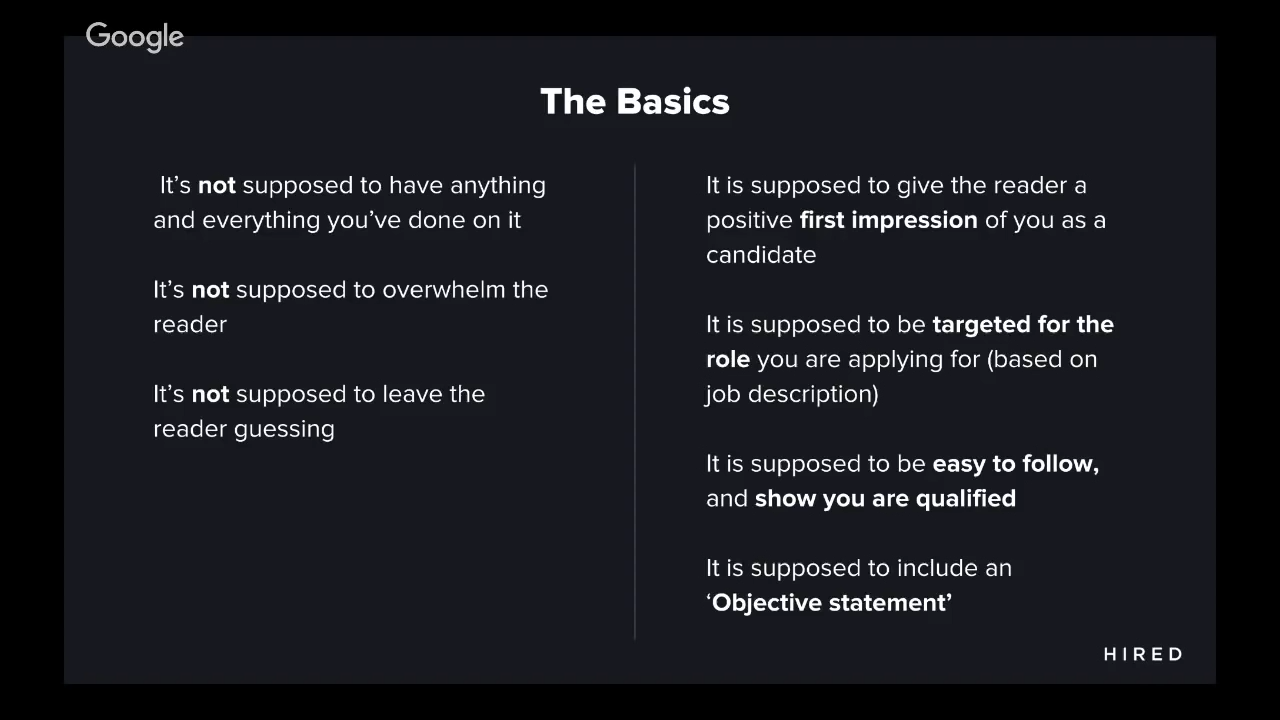 Google
The Basics
It’s not supposed to have anything
and everything you’ve done on it
It’s not supposed to overwhelm the
reader
It’s not supposed to leave the
reader guessing
It is supposed to give the reader a
positive first impression of you as a
candidate
It is supposed to be targeted for the
role you are applying for (based on
job description)
It is supposed to be easy to follow,
and show you are qualified
It is supposed to include an
‘Objective statement’
HIRED